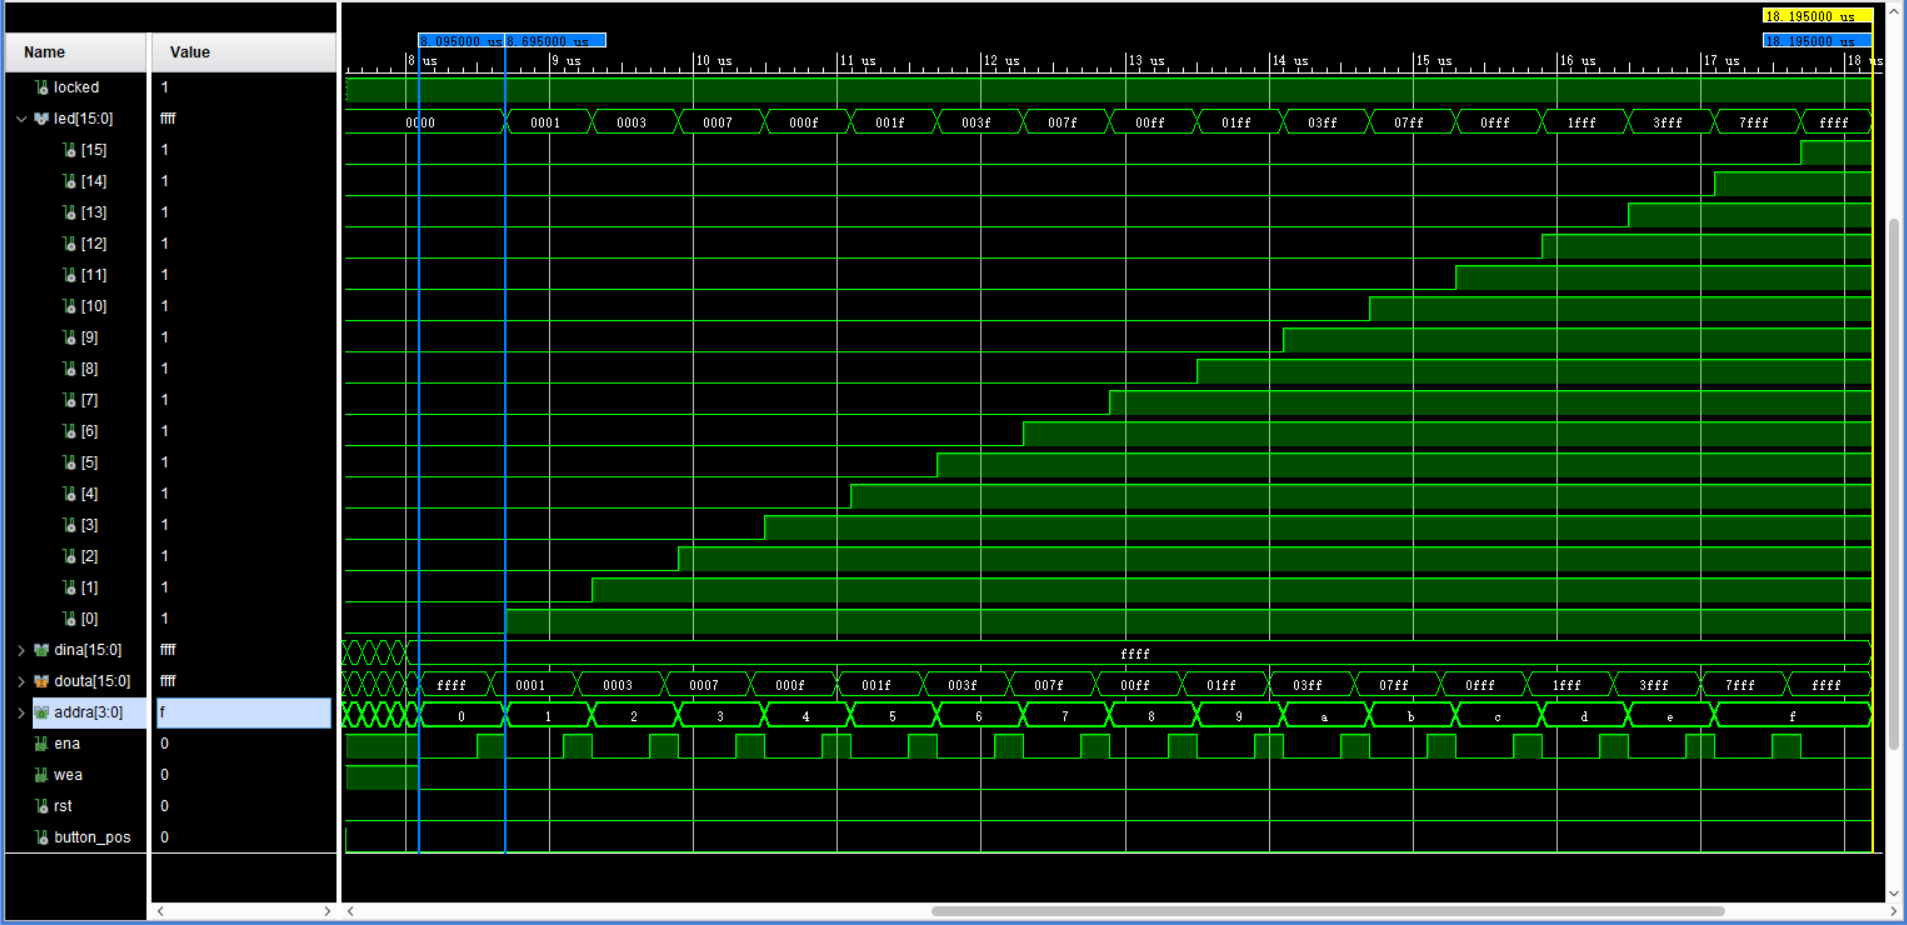 18.195000 us
8.095000 us 8.695000 us 18.195000 us
Name Value 8 us 9 us 10 us 11 us 12 us 13 us 14 us 15 us 16 us 17 us 18 us
locked 1
led[15:0] ffff 0000 0001 0003 0007 000f 001f 003f 007f 00ff 01ff 03ff 07ff 0fff 1fff 3fff 7fff ffff
[15] 1
[14] 1
[13] 1
[12] 1
[11] 1
[10] 1
[9] 1
[8] 1
[7] 1
[6] 1
[5] 1
[4] 1
[3] 1
[2] 1
[1] 1
[0] 1
dina[15:0] ffff ffff
douta[15:0] ffff ffff 0001 0003 0007 000f 001f 003f 007f 00ff 01ff 03ff 07ff 0fff 1fff 3fff 7fff ffff
addra[3:0] f 0 1 2 3 4 5 6 7 8 9 a b c d e f
ena 0
wea 0
rst 0
button_pos 0